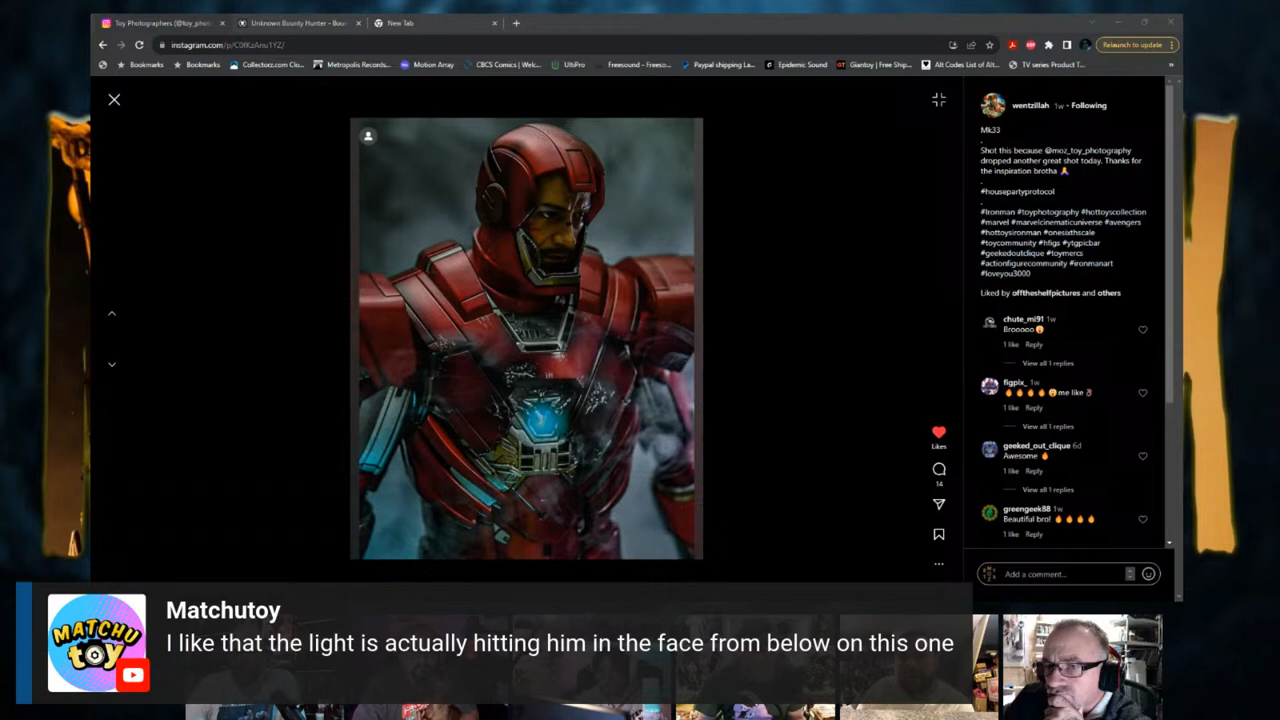 Toy Photographers (@toy_phot
Unknown Bounty Hunter - Bou
New Tab
instagram.com/p/C0fKzAnu1YZ/
Relaunch to update
Bookmarks
Bookmarks
Collectorz.com Clo...
Metropolis Records...
Motion Array
CBCS Comics | Welc...
UltiPro
Freesound - Freeso...
Paypal shipping La...
Epidemic Sound
Giantoy | Free Ship...
Alt Codes List of Alt...
TV series Product T...
wentzillah 1w · Following
Mk33
.
Shot this because @moz_toy_photography
dropped another great shot today. Thanks for
the inspiration brotha
.
#housepartyprotocol
.
#Ironman #toyphotography #hottoyscollection
#marvel #marvelcinematicuniverse #avengers
#hottoysironman #onesixthscale
#toycommunity #hfigs #ytgpicbar
#geekedoutclique #toymercs
#actionfigurecommunity #ironmanart
#loveyou3000
Liked by offtheshelfpictures and others
chute_mi91 1w
Brooooo
1 like Reply
View all 1 replies
figpix_ 1w
me like
1 like Reply
View all 1 replies
geeked_out_clique 6d
Awesome
1 like Reply
View all 1 replies
greengeek88 1w
Beautiful bro!
1 like Reply
Likes
14
Add a comment...
MATCHU
TOY
Matchutoy
I like that the light is actually hitting him in the face from below on this one